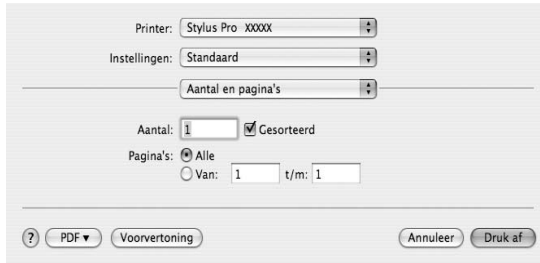 Printer: Stylus Pro XXXXX
Instellingen: Standaard
Aantal en pagina's
Aantal: 1 Gesorteerd
Pagina's: Alle
Van: 1 t/m: 1
? PDF ▼ Voorvertoning Annuleer Druk af